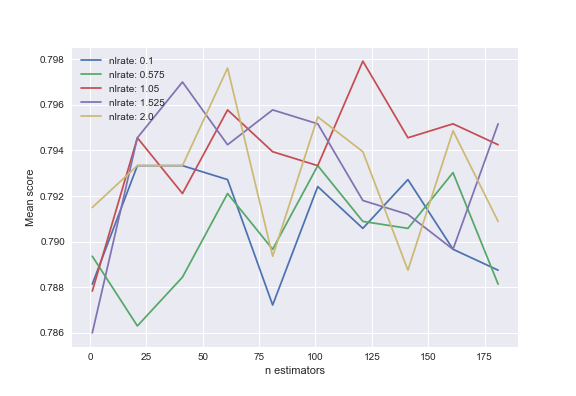 0.798
0.796
0.794
0.792
0.790
0.788
0.786
Mean score
nlrate: 0.1
nlrate: 0.575
nlrate: 1.05
nlrate: 1.525
nlrate: 2.0
0 25 50 75 100 125 150 175
n estimators